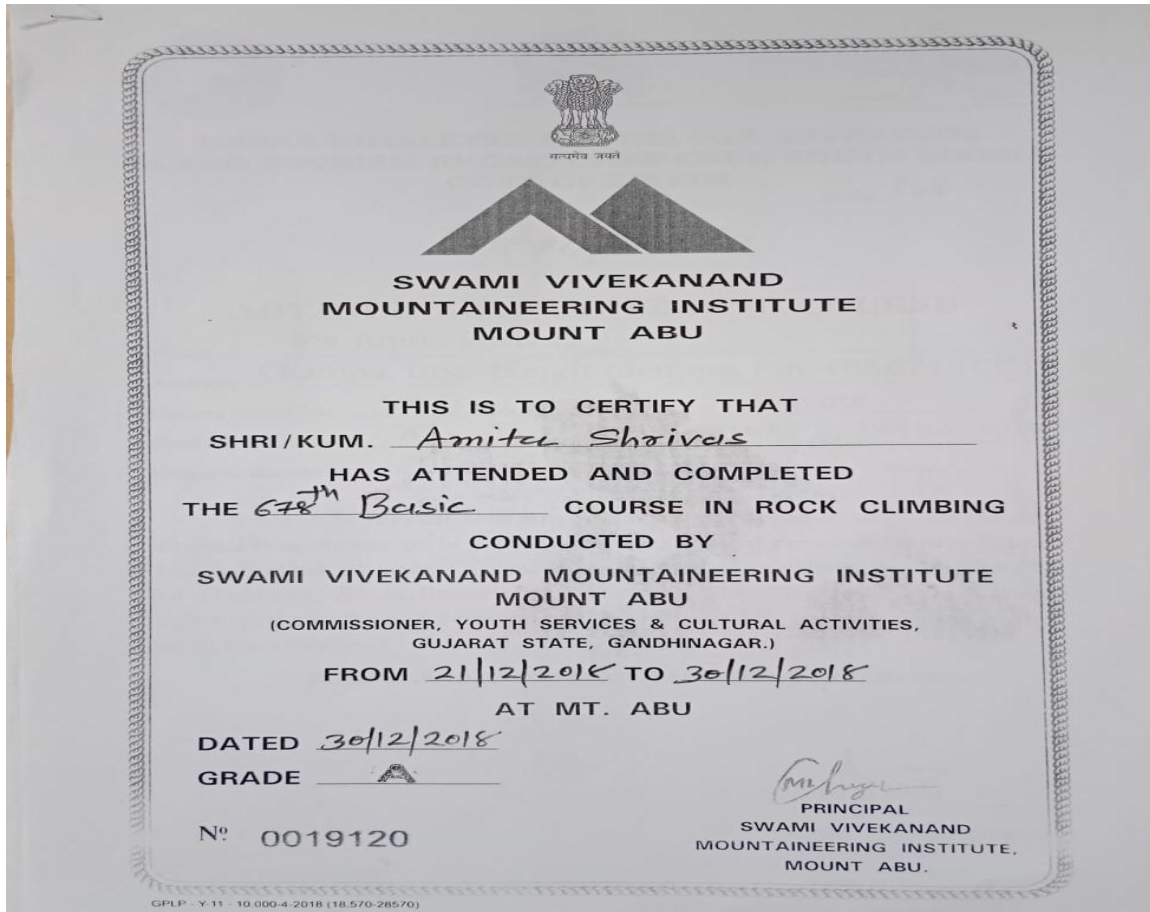 सत्यमेव जयते
SWAMI VIVEKANAND
MOUNTAINEERING INSTITUTE
MOUNT ABU
THIS IS TO CERTIFY THAT
SHRI/KUM. Amita Shrivas
HAS ATTENDED AND COMPLETED
THE 678th Basic COURSE IN ROCK CLIMBING
CONDUCTED BY
SWAMI VIVEKANAND MOUNTAINEERING INSTITUTE
MOUNT ABU
(COMMISSIONER, YOUTH SERVICES & CULTURAL ACTIVITIES,
GUJARAT STATE, GANDHINAGAR.)
FROM 21/12/2018 TO 30/12/2018
AT MT. ABU
DATED 30/12/2018
GRADE A
Nº 0019120
PRINCIPAL
SWAMI VIVEKANAND
MOUNTAINEERING INSTITUTE,
MOUNT ABU.
GPLP - Y-11 - 10,000-4-2018 (18,570-28570)